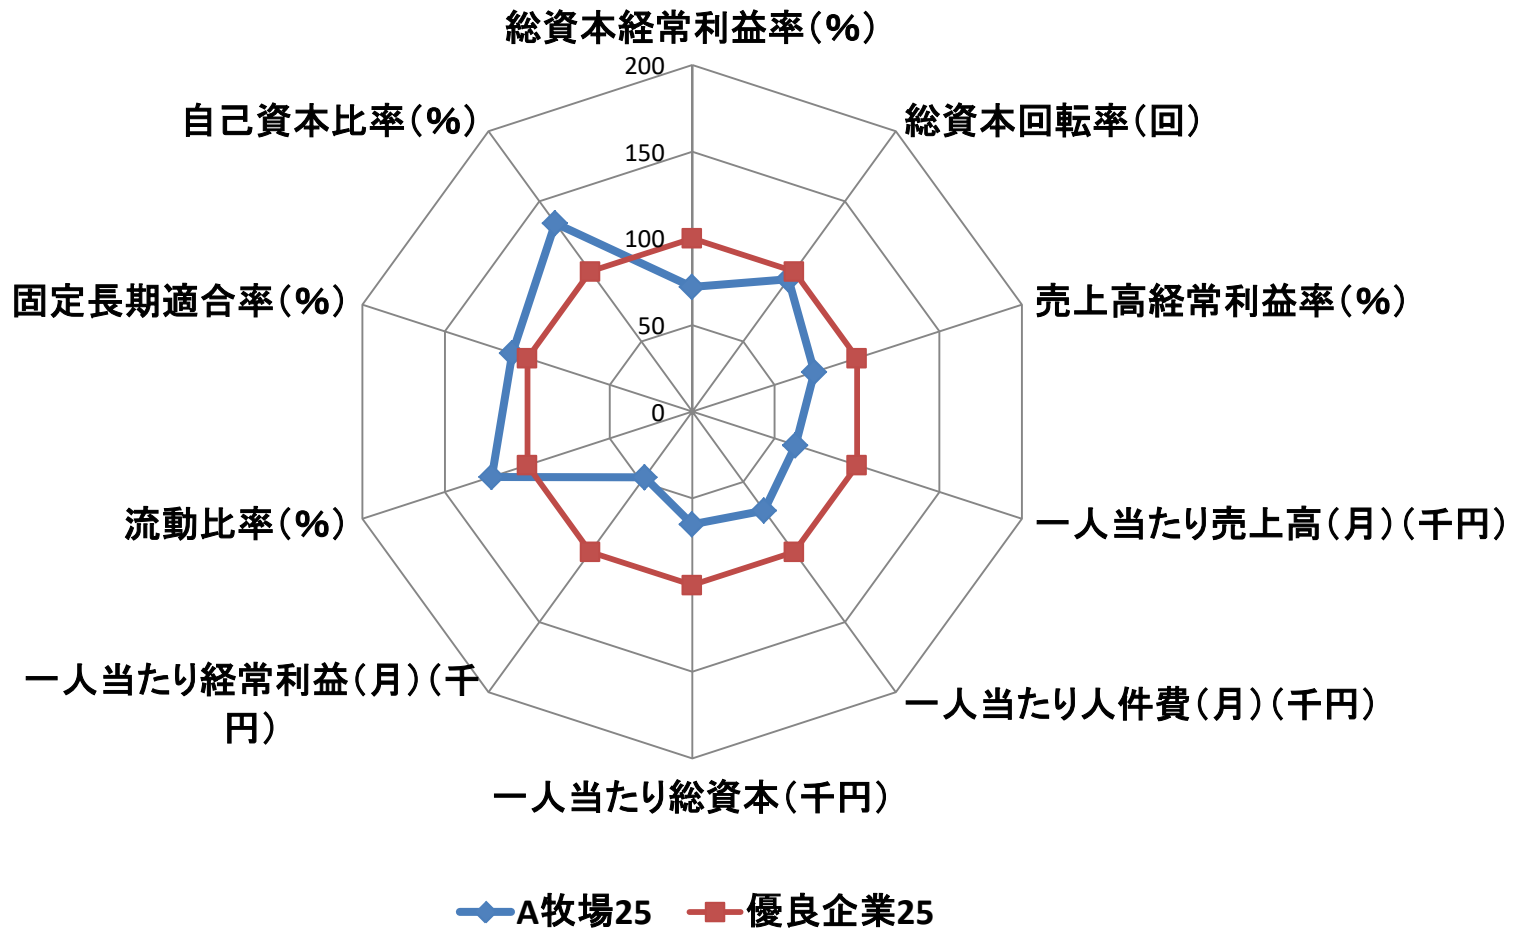 総資本経常利益率（%）
200
自己資本比率（%）
総資本回転率（回）
150
100
固定長期適合率（%）
売上高経常利益率（%）
50
0
流動比率（%）
一人当たり売上高（月）（千円）
一人当たり経常利益（月）（千
円）
一人当たり人件費（月）（千円）
一人当たり総資本（千円）
A牧場25
優良企業25